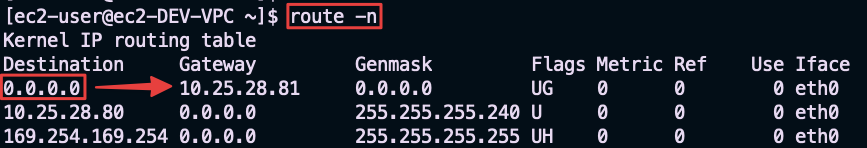 [ec2-user@ec2-DEV-VPC ~]$ route -n
Kernel IP routing table
Destination     Gateway         Genmask         Flags Metric Ref    Use Iface
0.0.0.0         10.25.28.81     0.0.0.0         UG    0      0        0 eth0
10.25.28.80     0.0.0.0         255.255.255.240 U     0      0        0 eth0
169.254.169.254 0.0.0.0         255.255.255.255 UH    0      0        0 eth0